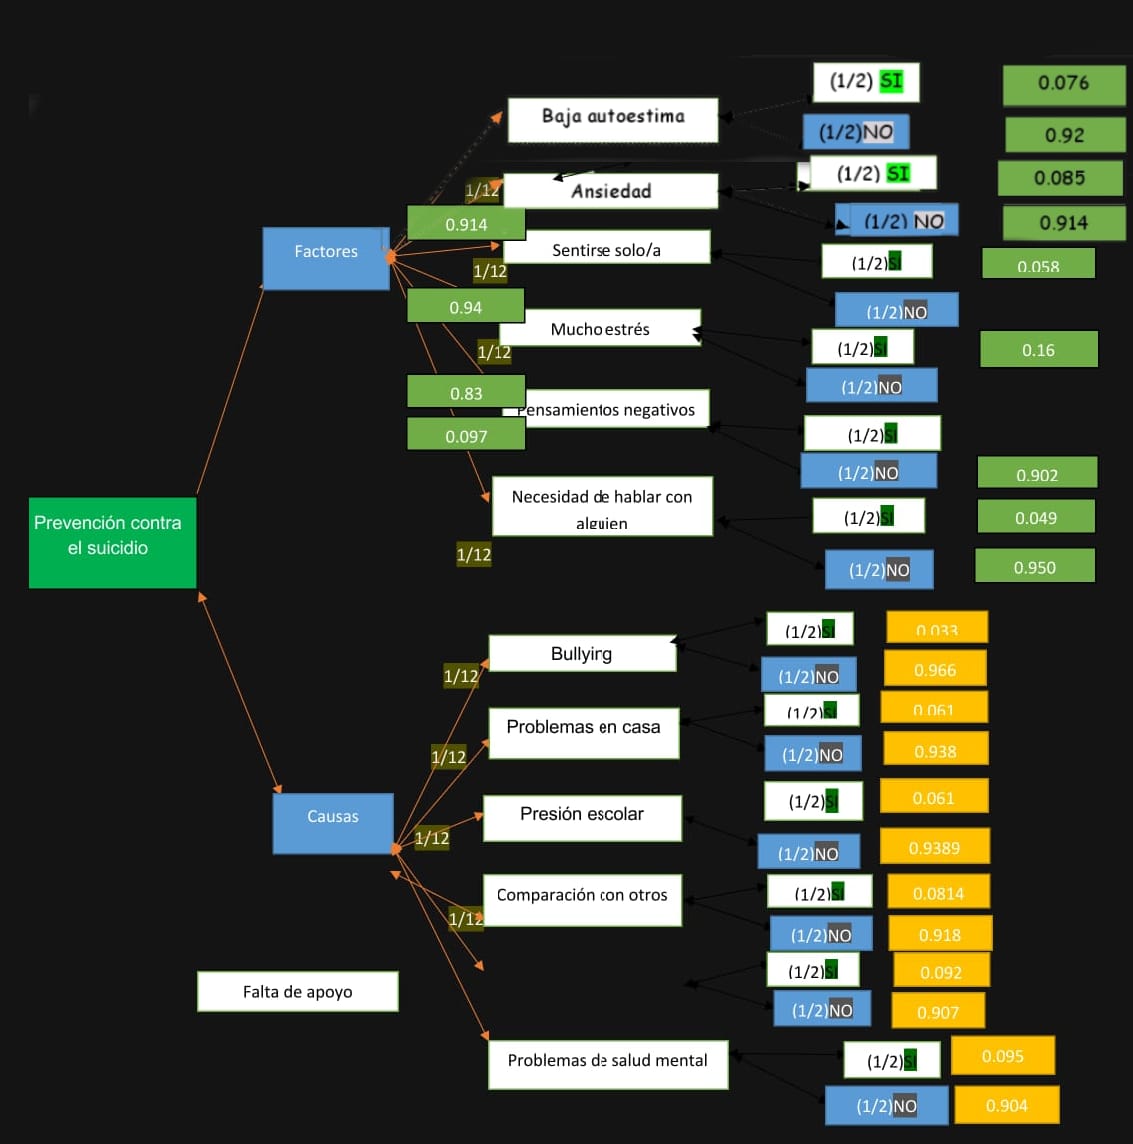 Prevención contra
el suicidio
Factores
1/12
0.914
1/12
0.94
1/12
0.83
0.097
1/12
Baja autoestima
(1/2) SI
0.076
(1/2)NO
0.92
Ansiedad
(1/2) SI
0.085
(1/2) NO
0.914
Sentirse solo/a
(1/2)SI
0.058
(1/2)NO
Mucho estrés
(1/2)SI
0.16
(1/2)NO
Pensamientos negativos
(1/2)SI
(1/2)NO
0.902
Necesidad de hablar con
alguien
(1/2)SI
0.049
(1/2)NO
0.950
Causas
1/12
Bullying
(1/2)SI
0.033
(1/2)NO
0.966
1/12
Problemas en casa
(1/2)SI
0.061
(1/2)NO
0.938
1/12
Presión escolar
(1/2)SI
0.061
(1/2)NO
0.9389
1/12
Comparación con otros
(1/2)SI
0.0814
(1/2)NO
0.918
Falta de apoyo
(1/2)SI
0.092
(1/2)NO
0.907
Problemas de salud mental
(1/2)SI
0.095
(1/2)NO
0.904